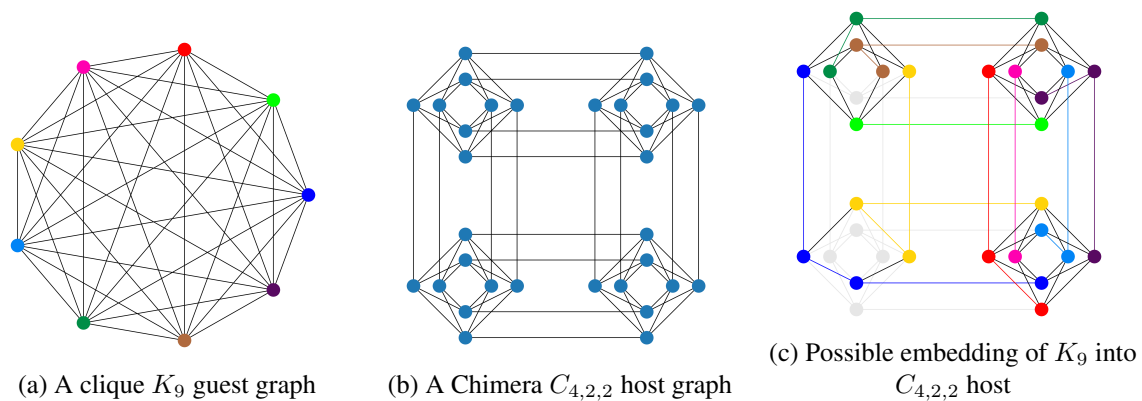 (a) A clique K₉ guest graph
(b) A Chimera C₄,₂,₂ host graph
(c) Possible embedding of K₉ into
C₄,₂,₂ host